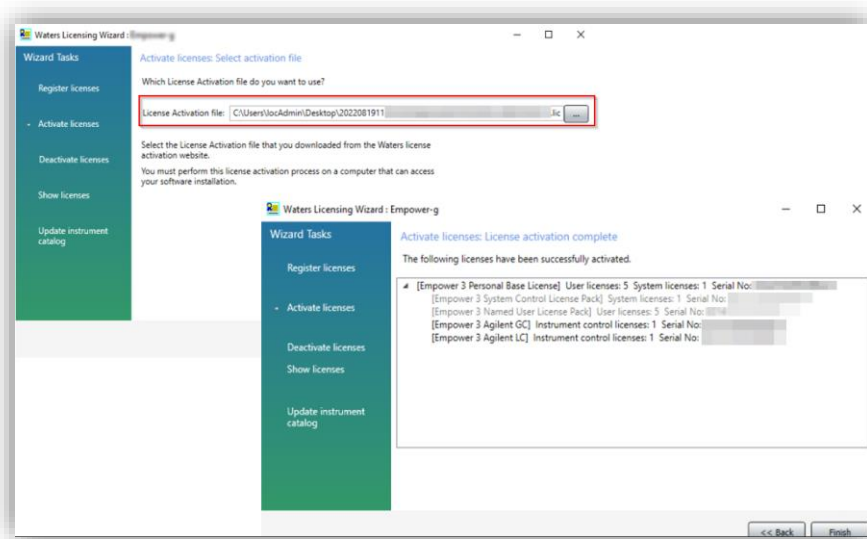 Waters Licensing Wizard :
Wizard Tasks
Register licenses
- Activate licenses
Deactivate licenses
Show licenses
Update instrument
catalog
Activate licenses: Select activation file
Which License Activation file do you want to use?
License Activation file: C:\Users\locAdmin\Desktop\2022081911 .lic ...
Select the License Activation file that you downloaded from the Waters license
activation website.
You must perform this license activation process on a computer that can access
your software installation.
Waters Licensing Wizard : Empower-g
Wizard Tasks
Register licenses
- Activate licenses
Deactivate licenses
Show licenses
Update instrument
catalog
Activate licenses: License activation complete
The following licenses have been successfully activated.
[Empower 3 Personal Base License] User licenses: 5 System licenses: 1 Serial No:
[Empower 3 System Control License Pack] System licenses: 1 Serial No:
[Empower 3 Named User License Pack] User licenses: 5 Serial No:
[Empower 3 Agilent GC] Instrument control licenses: 1 Serial No:
[Empower 3 Agilent LC] Instrument control licenses: 1 Serial No:
<< Back
Finish